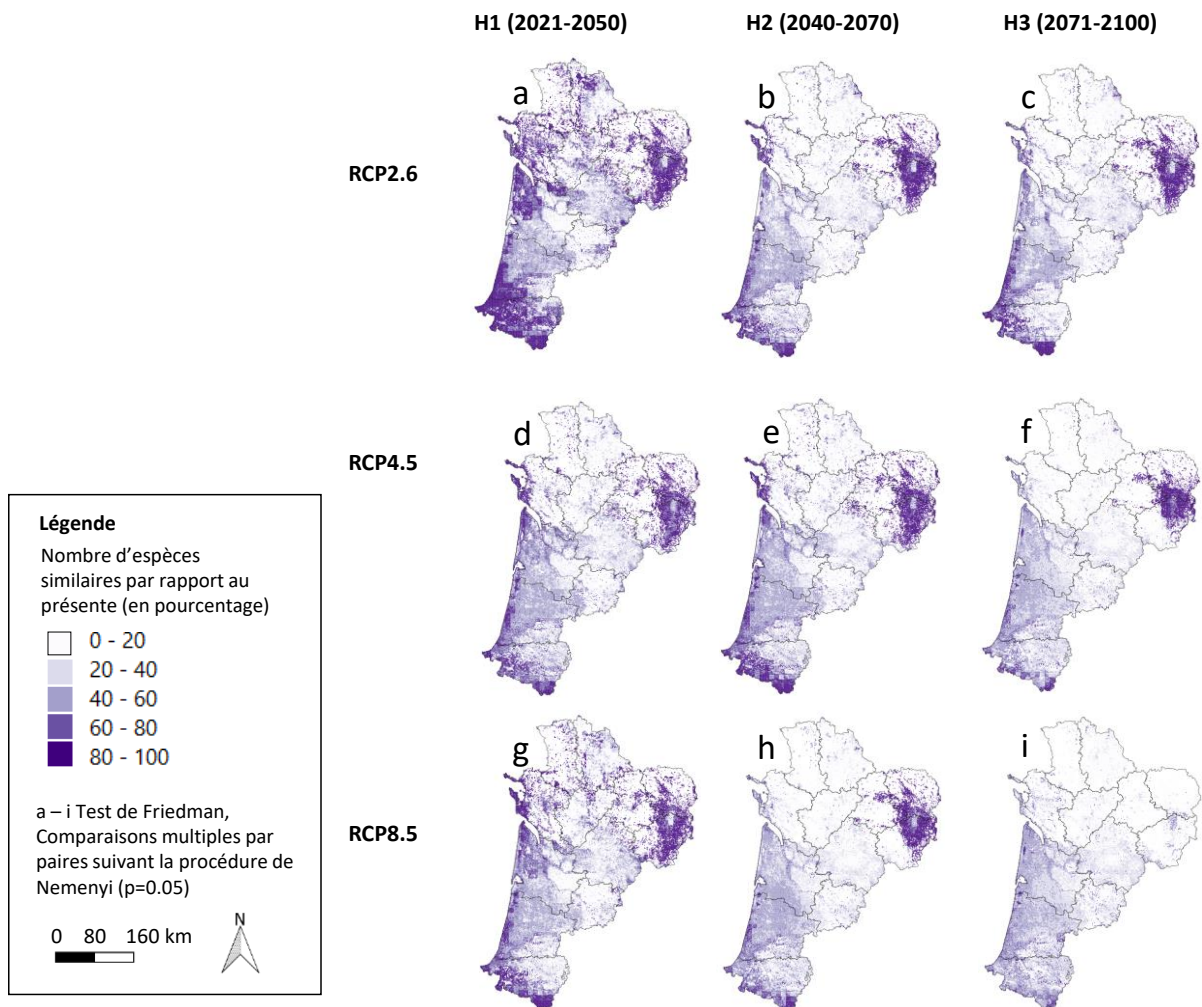 H1 (2021-2050)
H2 (2040-2070)
H3 (2071-2100)
a
b
c
RCP2.6
d
e
f
RCP4.5
g
h
i
RCP8.5
Légende
Nombre d’espèces
similaires par rapport au
présente (en pourcentage)
0 - 20
20 - 40
40 - 60
60 - 80
80 - 100
a – i Test de Friedman,
Comparaisons multiples par
paires suivant la procédure de
Nemenyi (p=0.05)
N
0 80 160 km